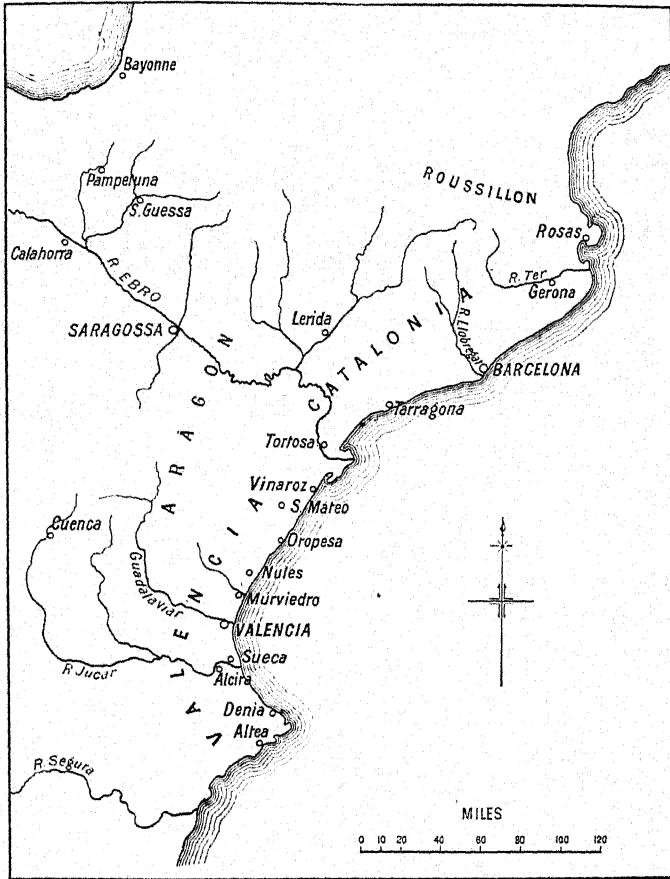 Bayonne
Pampeluna
S. Guessa
ROUSSILLON
Rosas
Calahorra
R. EBRO
R. Ter
Gerona
SARAGOSSA
Lerida
R. Llobregat
BARCELONA
CATALONIA
ARAGON
Tarragona
Tortosa
Vinaroz
S. Mateo
Cuenca
Oropesa
Guadalaviar
Nules
Murviedro
VALENCIA
VALENCIA
Sueca
R. Jucar
Alcira
Denia
Altea
R. Segura
MILES
0 10 20 40 60 80 100 120